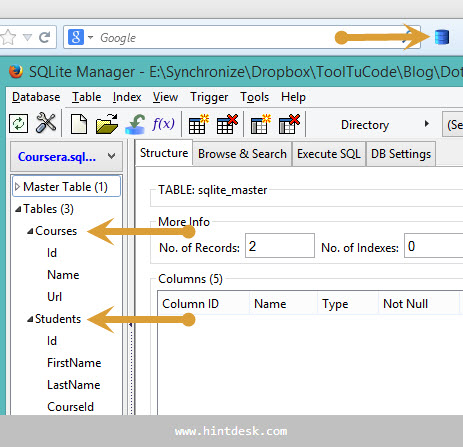 Google
SQLite Manager - E:\Synchronize\Dropbox\ToolTuCode\Blog\Dot
Database Table Index View Trigger Tools Help
f(x) Directory (Se
Coursera.sql... Structure Browse & Search Execute SQL DB Settings
Master Table (1)
TABLE: sqlite_master
Tables (3)
More Info
Courses
No. of Records: 2 No. of Indexes: 0
Id
Name
Columns (5)
Url
Column ID Name Type Not Null
Students
Id
FirstName
LastName
CourseId
www.hintdesk.com